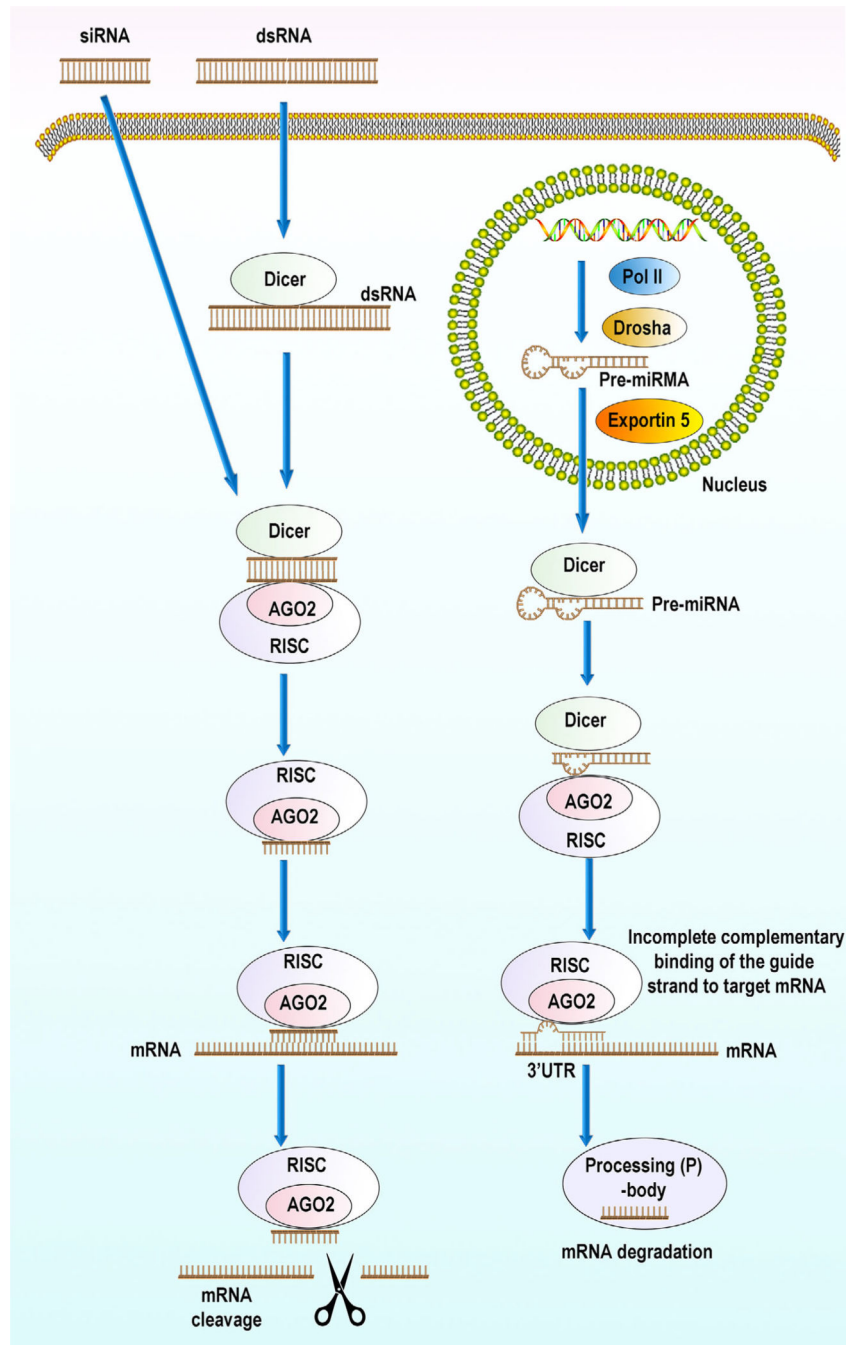 siRNA
dsRNA
Dicer
dsRNA
Pol II
Drosha
Pre-miRMA
Exportin 5
Nucleus
Dicer
AGO2
RISC
Dicer
Pre-miRNA
RISC
AGO2
Dicer
AGO2
RISC
RISC
AGO2
mRNA
Incomplete complementary
binding of the guide
strand to target mRNA
RISC
AGO2
mRNA
3'UTR
RISC
AGO2
mRNA
cleavage
Processing (P)
-body
mRNA degradation